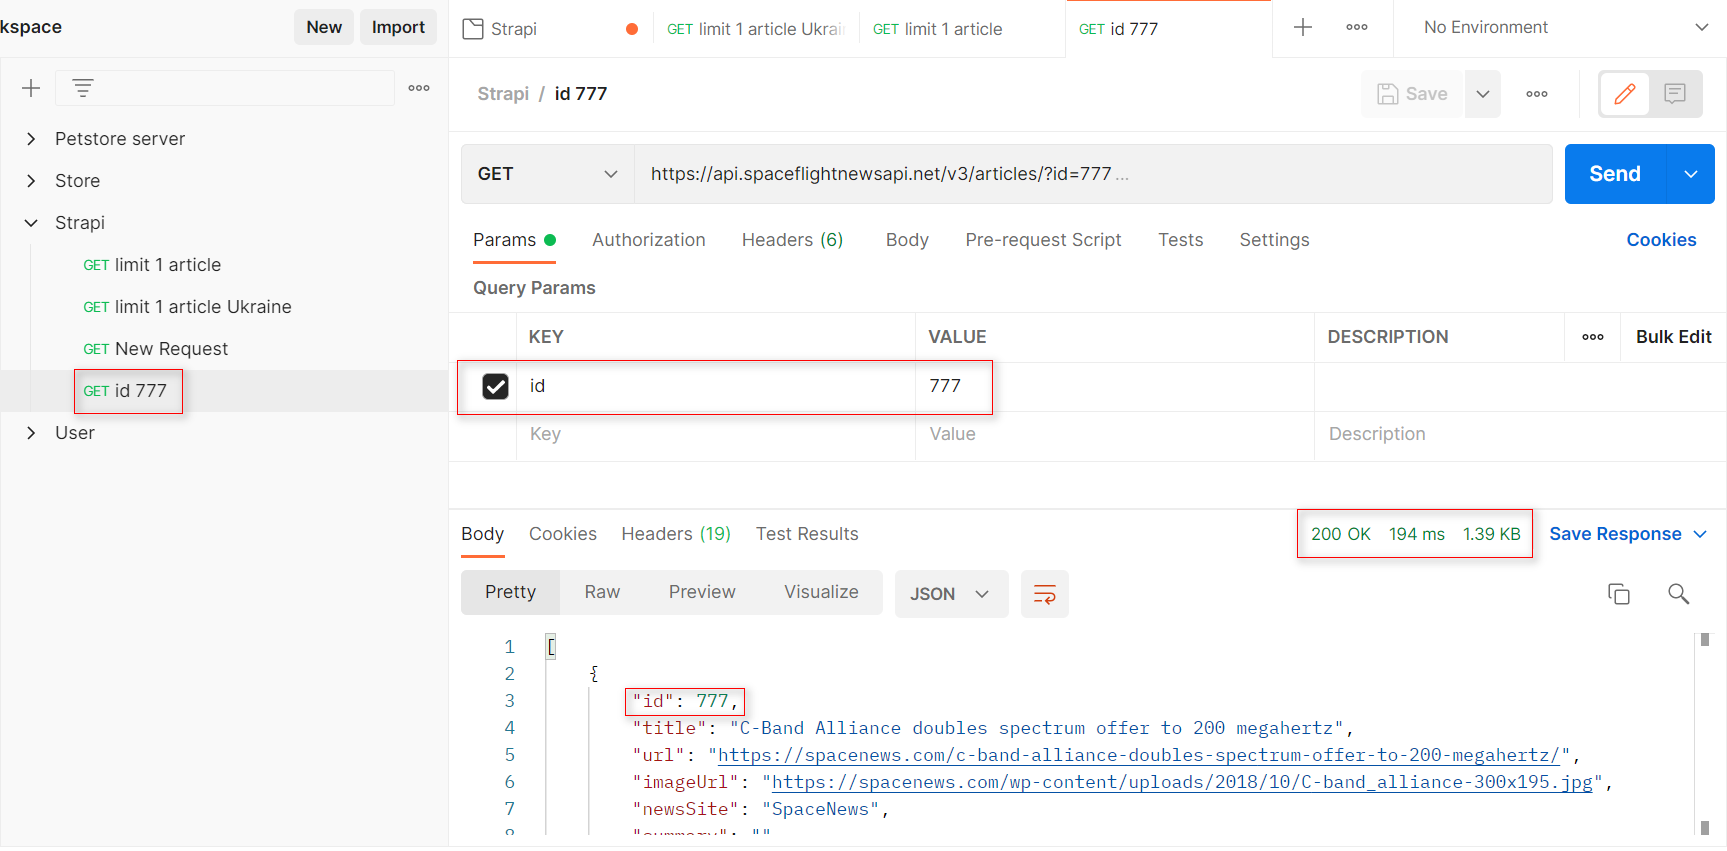 kspace
New
Import
Strapi
GET limit 1 article Ukrai
GET limit 1 article
GET id 777
No Environment
Petstore server
Store
Strapi
GET limit 1 article
GET limit 1 article Ukraine
GET New Request
GET id 777
User
Strapi / id 777
Save
GET
https://api.spaceflightnewsapi.net/v3/articles/?id=777 ...
Send
Params
Authorization
Headers (6)
Body
Pre-request Script
Tests
Settings
Cookies
Query Params
KEY
VALUE
DESCRIPTION
Bulk Edit
id
777
Key
Value
Description
Body
Cookies
Headers (19)
Test Results
200 OK 194 ms 1.39 KB
Save Response
Pretty
Raw
Preview
Visualize
JSON
1 [
2 {
3 "id": 777,
4 "title": "C-Band Alliance doubles spectrum offer to 200 megahertz",
5 "url": "https://spacenews.com/c-band-alliance-doubles-spectrum-offer-to-200-megahertz/",
6 "imageUrl": "https://spacenews.com/wp-content/uploads/2018/10/C-band_alliance-300x195.jpg",
7 "newsSite": "SpaceNews",
8 "summary": ""